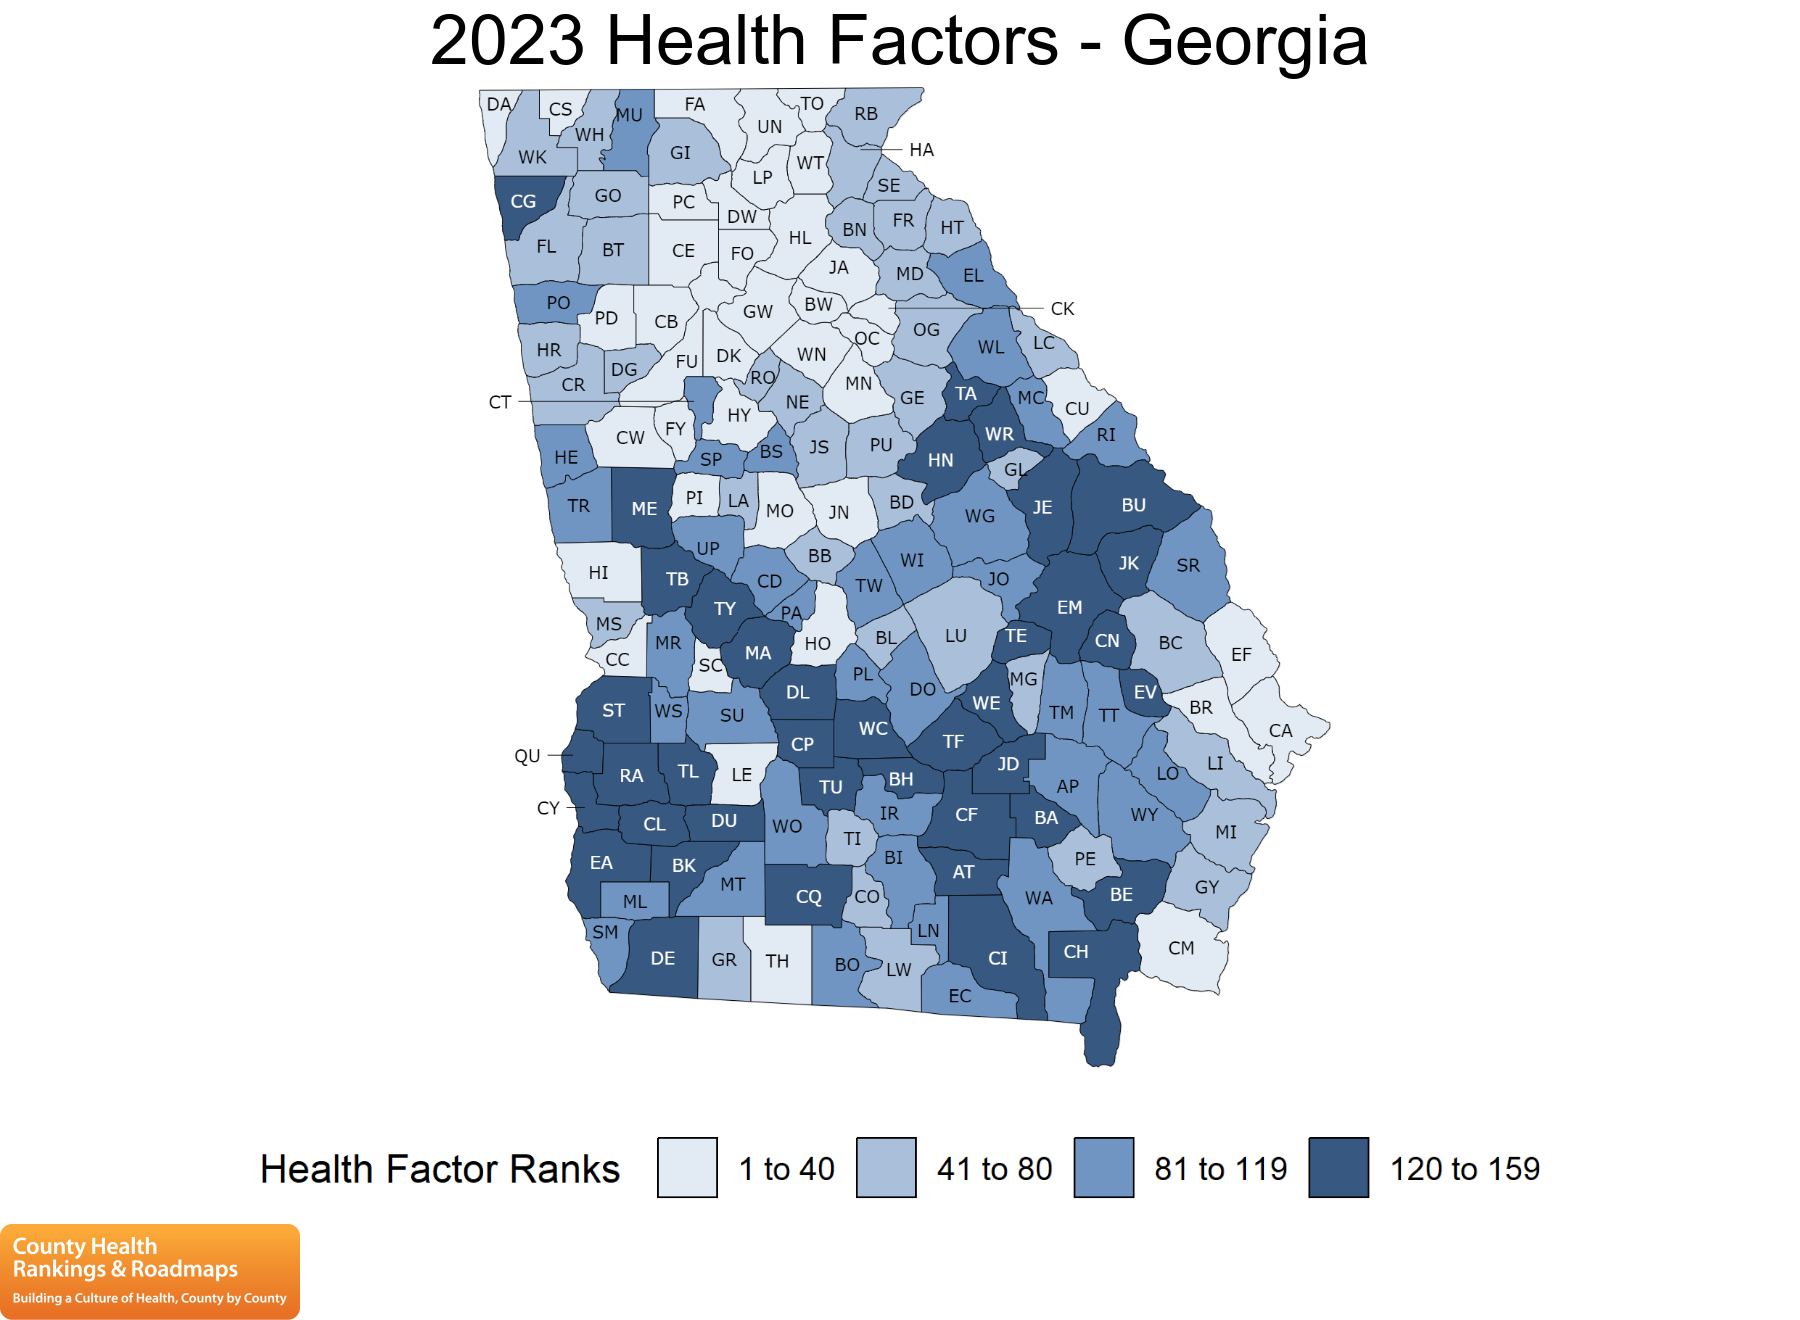 2023 Health Factors - Georgia
DA
CS
WH
MU
FA
UN
TO
RB
WK
GI
LP
WT
HA
CG
GO
PC
DW
SE
FL
BT
CE
FO
HL
BN
FR
HT
JA
MD
EL
PO
PD
CB
GW
BW
CK
HR
DG
FU
DK
WN
OC
OG
WL
LC
CR
RO
NE
MN
GE
TA
MC
CU
CT
CW
FY
HY
JS
PU
WR
RI
HE
SP
BS
HN
GL
TR
ME
PI
LA
MO
JN
BD
WG
JE
BU
UP
BB
WI
JK
SR
HI
TB
CD
TW
JO
TY
PA
EM
MS
MR
MA
HO
BL
LU
TE
CN
BC
EF
CC
SC
DL
PL
DO
MG
EV
ST
WS
SU
WC
WE
TM
TT
BR
CA
QU
CP
TF
RA
TL
LE
TU
BH
JD
AP
LO
LI
CY
CL
DU
WO
IR
CF
BA
WY
MI
EA
BK
TI
BI
AT
PE
ML
MT
CQ
CO
WA
BE
GY
SM
DE
GR
TH
BO
LW
LN
CI
CH
CM
EC
Health Factor Ranks 1 to 40 41 to 80 81 to 119 120 to 159
County Health
Rankings & Roadmaps
Building a Culture of Health, County by County